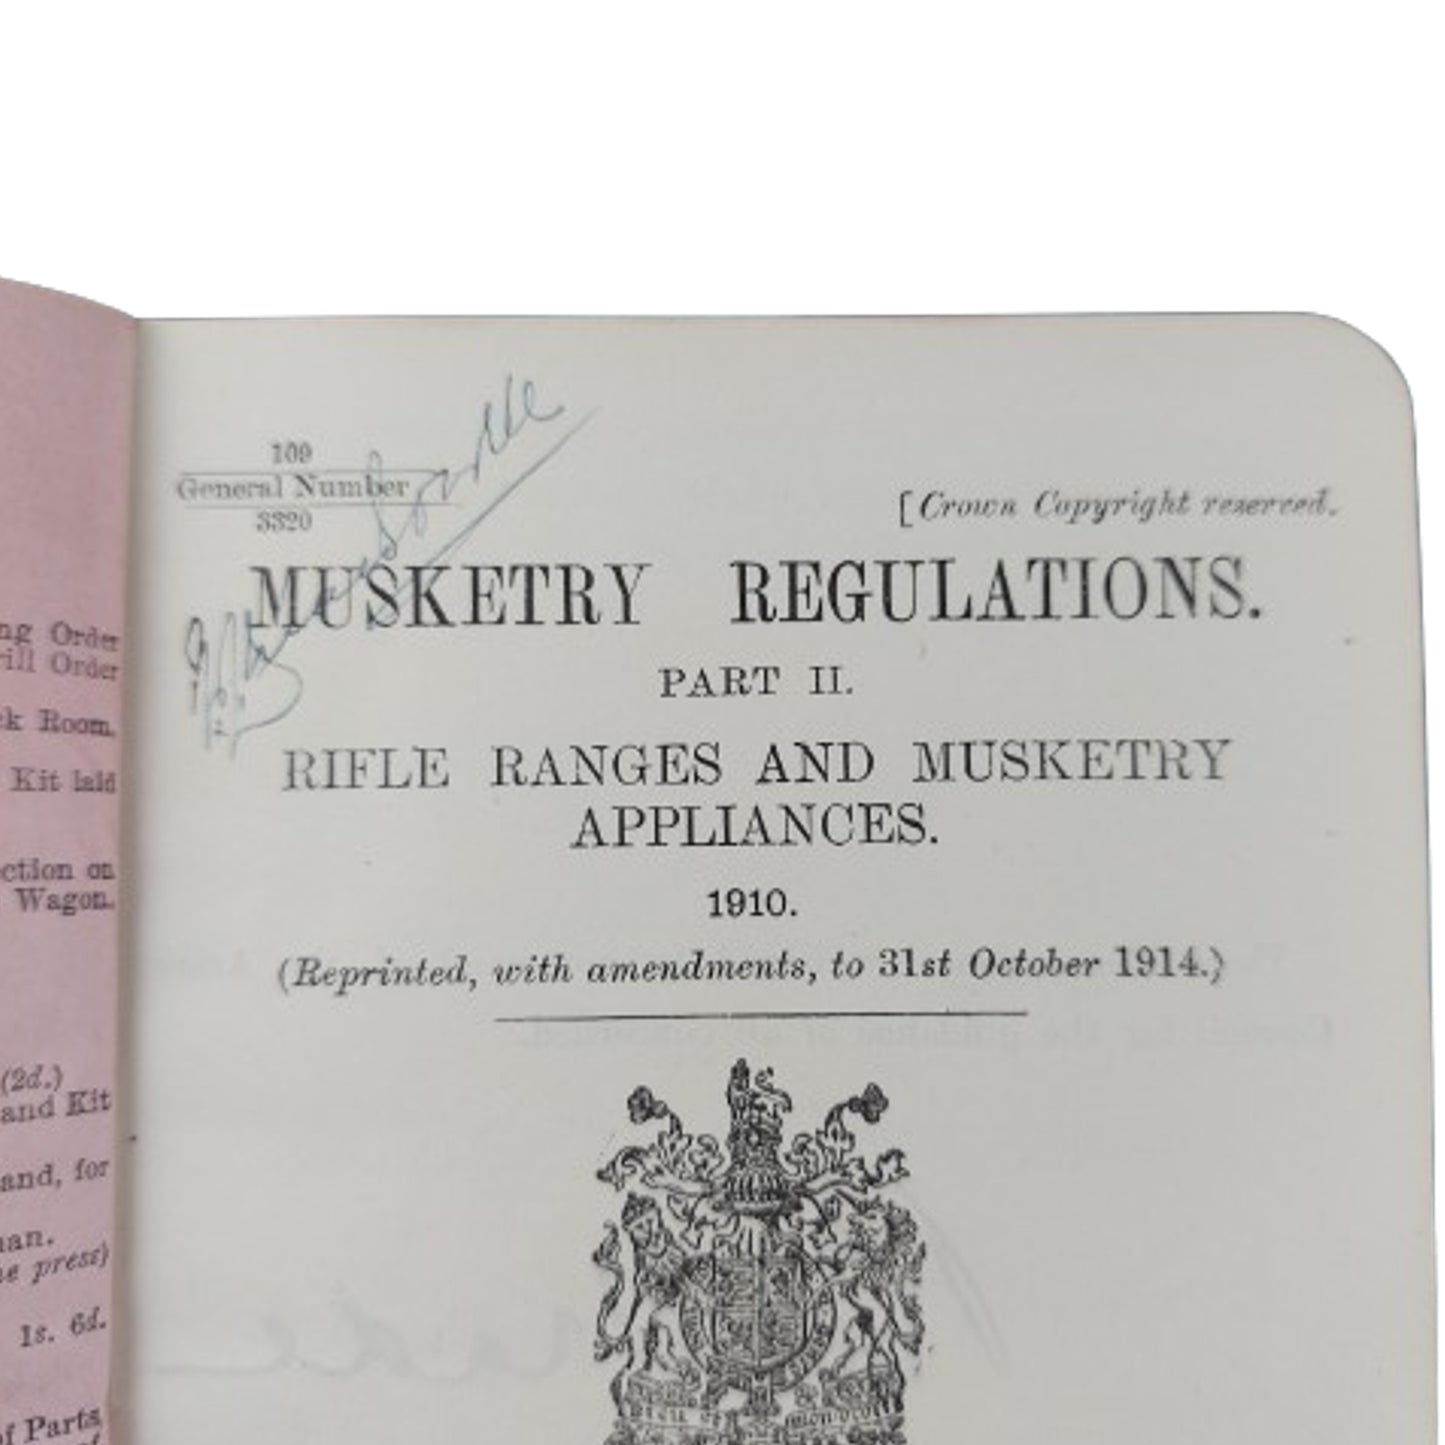 ng Order
rill Order
k Room.
Kit laid
ction on
Wagon.
(2d.)
and Kit
and, for
an.
e press)
1s. 6d.
f Parts,
109
General Number
3320
[Crown Copyright reserved.
MUSKETRY REGULATIONS.
PART II.
RIFLE RANGES AND MUSKETRY
APPLIANCES.
1910.
(Reprinted, with amendments, to 31st October 1914.)